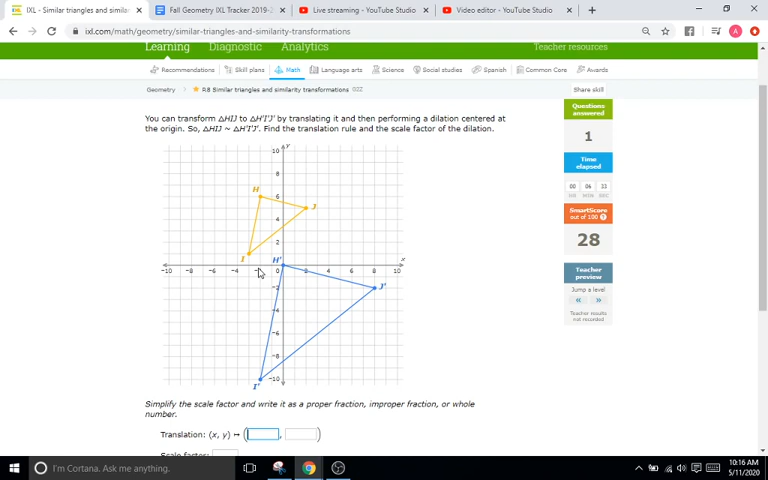 IXL - Similar triangles and simila
Fall Geometry IXL Tracker 2019-
Live streaming - YouTube Studio
Video editor - YouTube Studio
ixl.com/math/geometry/similar-triangles-and-similarity-transformations
A
Learning Diagnostic Analytics Teacher resources
Recommendations Skill plans Math Language arts Science Social studies Spanish Common Core Awards
Geometry R.8 Similar triangles and similarity transformations Share skill
You can transform △HIJ to △H'I'J' by translating it and then performing a dilation centered at
the origin. So, △HIJ ~ △H'I'J'. Find the translation rule and the scale factor of the dilation.
Questions
answered
1
Time
elapsed
00 06 33
HR MIN SEC
SmartScore
out of 100
28
Teacher
preview
Jump a level
« »
Teacher results
not recorded
10 y
8
H 6
J
4
2
I
H' x
-10 -8 -6 -4 0 2 4 6 8 10
-2 J'
-4
-6
-8
-10
I'
Simplify the scale factor and write it as a proper fraction, improper fraction, or whole
number.
Translation: (x, y) ↦ ( , )
Scale factor:
I'm Cortana. Ask me anything.
10:16 AM
5/11/2020